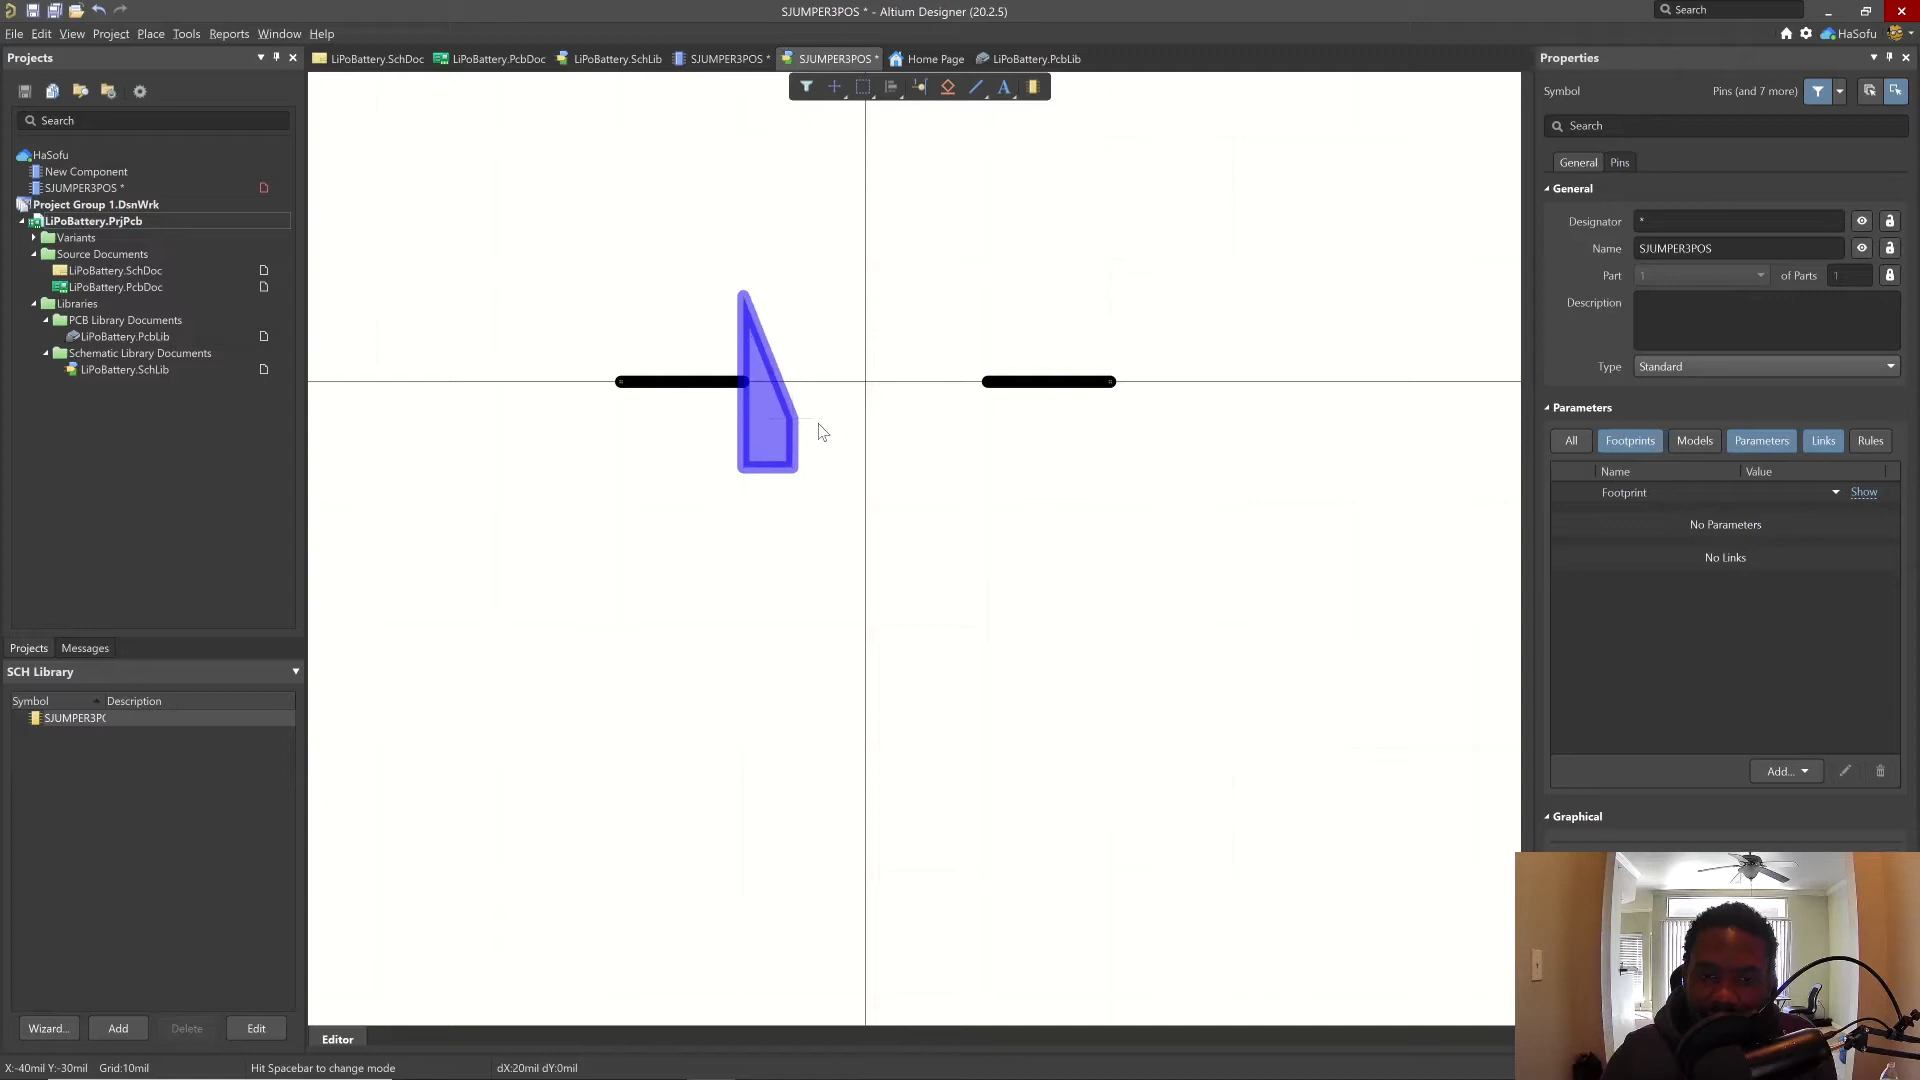 SJUMPER3POS * - Altium Designer (20.2.5)
Search
File Edit View Project Place Tools Reports Window Help
HaSofu
Projects
LiPoBattery.SchDoc
LiPoBattery.PcbDoc
LiPoBattery.SchLib
SJUMPER3POS *
SJUMPER3POS *
Home Page
LiPoBattery.PcbLib
Properties
Search
HaSofu
New Component
SJUMPER3POS *
Project Group 1.DsnWrk
LiPoBattery.PrjPcb
Variants
Source Documents
LiPoBattery.SchDoc
LiPoBattery.PcbDoc
Libraries
PCB Library Documents
LiPoBattery.PcbLib
Schematic Library Documents
LiPoBattery.SchLib
Projects Messages
SCH Library
Symbol Description
SJUMPER3P(
Wizard... Add Delete Edit
A
Editor
Symbol Pins (and 7 more)
Search
General Pins
General
Designator *
Name SJUMPER3POS
Part 1 of Parts 1
Description
Type Standard
Parameters
All Footprints Models Parameters Links Rules
Name Value
Footprint Show
No Parameters
No Links
Add...
Graphical
X:-40mil Y:-30mil Grid:10mil Hit Spacebar to change mode dX:20mil dY:0mil